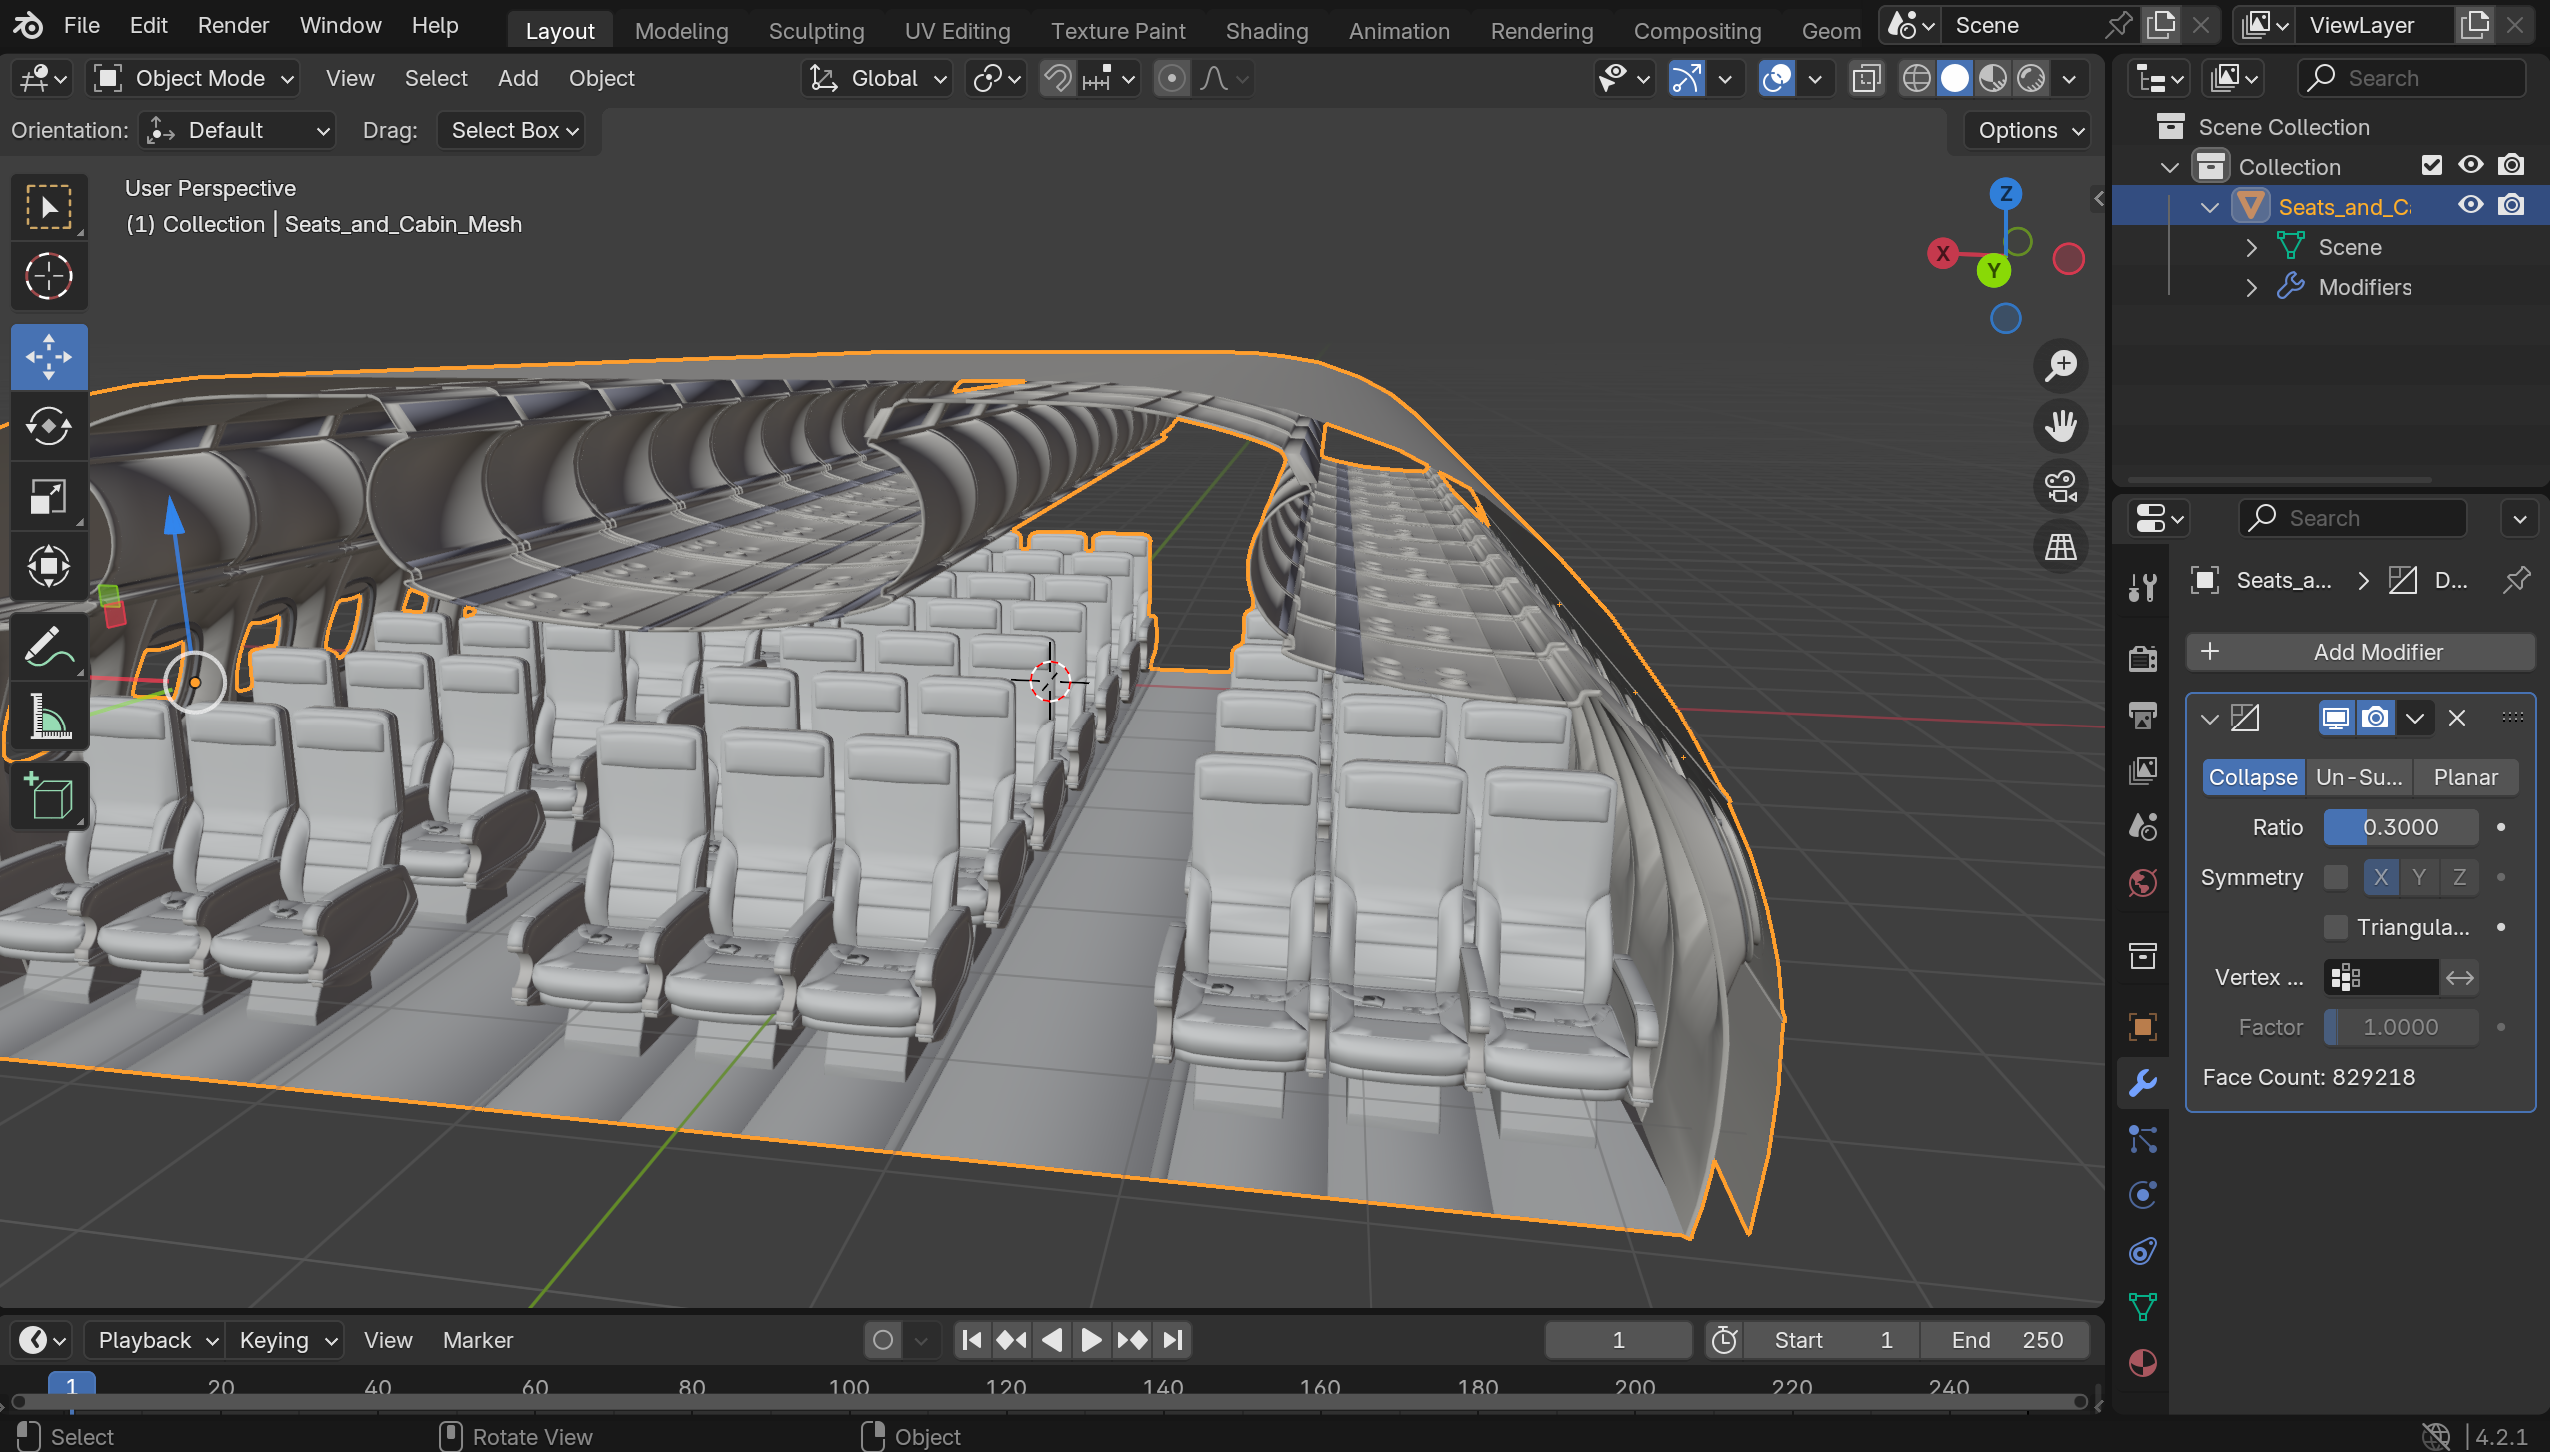 File Edit Render Window Help Layout Modeling Sculpting UV Editing Texture Paint Shading Animation Rendering Compositing Geom Scene ViewLayer
Object Mode View Select Add Object Global Search
Orientation: Default Drag: Select Box Options
User Perspective
(1) Collection | Seats_and_Cabin_Mesh
Z
X
Y
Scene Collection
Collection
Seats_and_C
Scene
Modifiers
Search
Seats_a... D...
Add Modifier
Collapse Un-Su... Planar
Ratio 0.3000
Symmetry X Y Z
Triangula...
Vertex ...
Factor 1.0000
Face Count: 829218
Playback Keying View Marker 1 Start 1 End 250
1 20 40 60 80 100 120 140 160 180 200 220 240
Select Rotate View Object 4.2.1